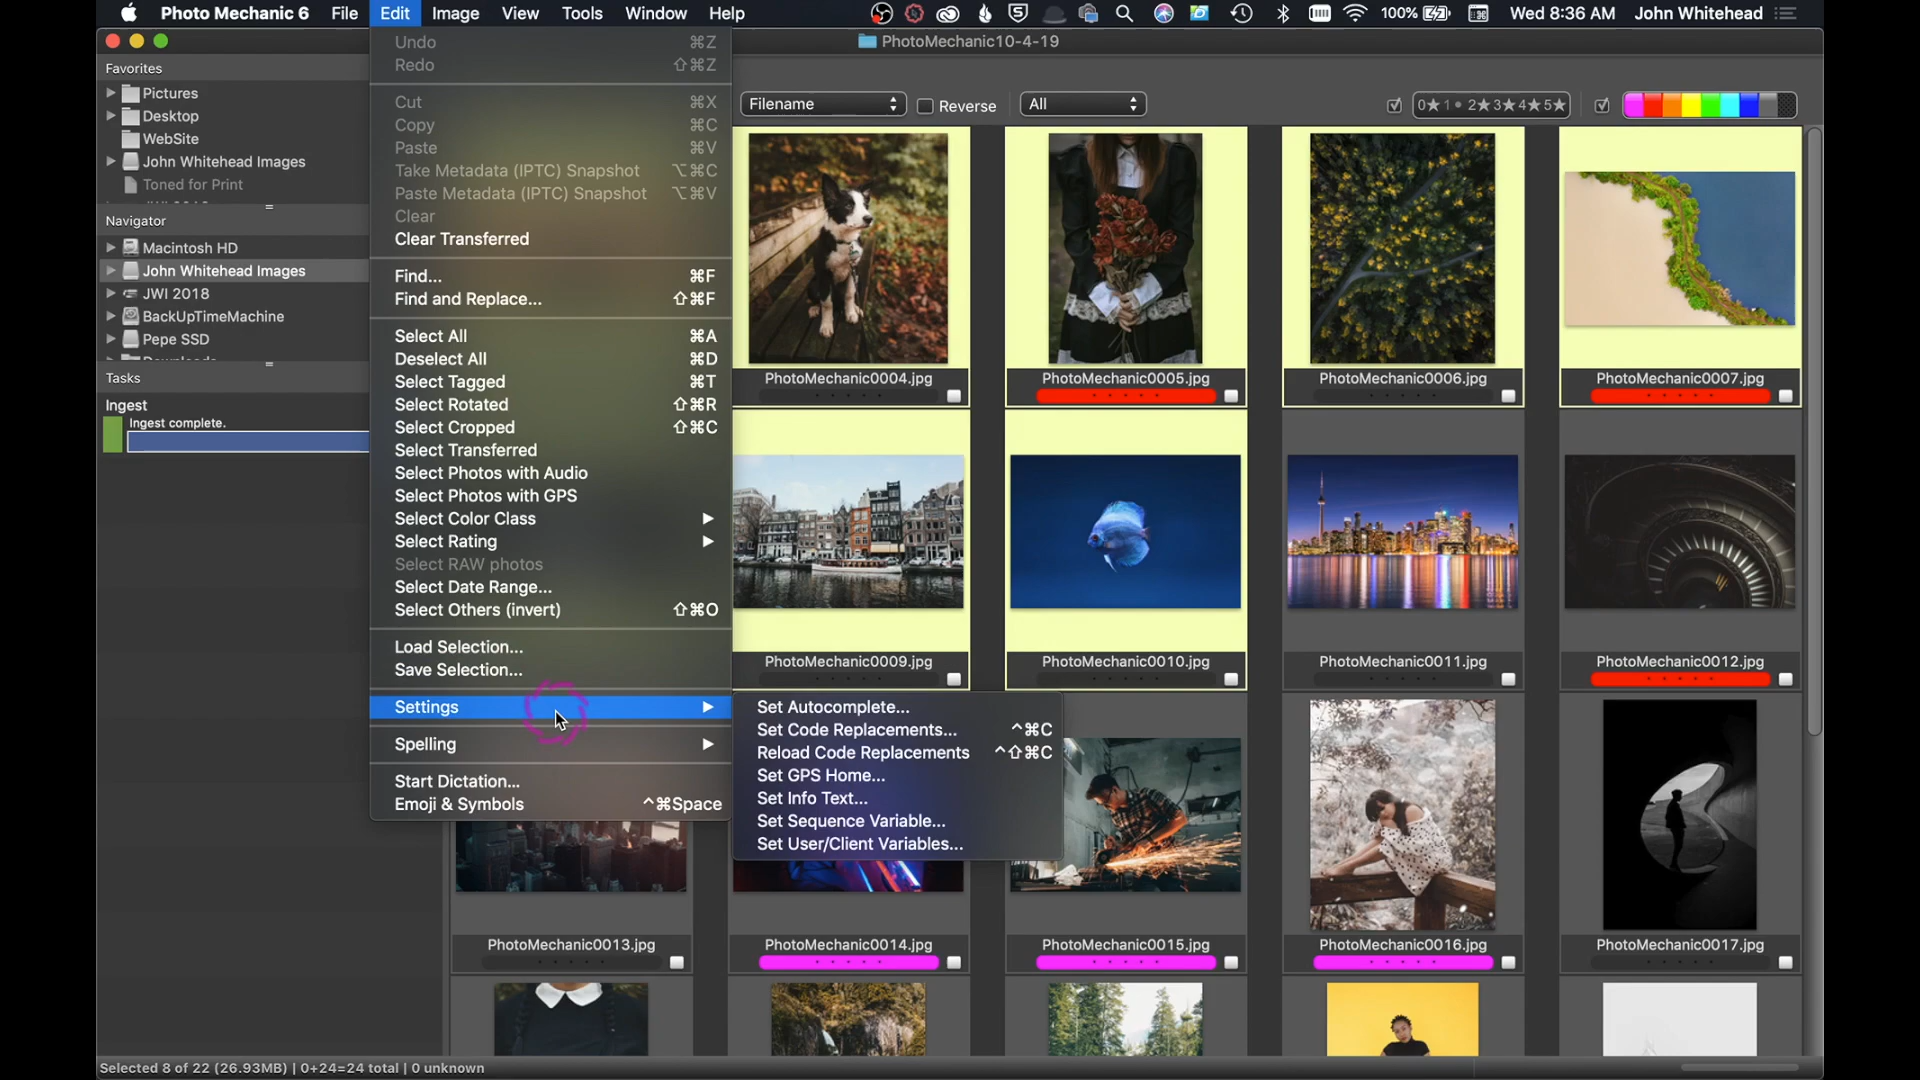 Photo Mechanic 6 File Edit Image View Tools Window Help 100% Wed 8:36 AM John Whitehead
PhotoMechanic10-4-19
Favorites
Pictures
Desktop
WebSite
John Whitehead Images
Toned for Print
Navigator
Macintosh HD
John Whitehead Images
JWI 2018
BackUpTimeMachine
Pepe SSD
Downloads
Tasks
Ingest
Ingest complete.
Undo ⌘Z
Redo ⇧⌘Z
Cut ⌘X
Copy ⌘C
Paste ⌘V
Take Metadata (IPTC) Snapshot ⌥⌘C
Paste Metadata (IPTC) Snapshot ⌥⌘V
Clear
Clear Transferred
Find... ⌘F
Find and Replace... ⇧⌘F
Select All ⌘A
Deselect All ⌘D
Select Tagged ⌘T
Select Rotated ⇧⌘R
Select Cropped ⇧⌘C
Select Transferred
Select Photos with Audio
Select Photos with GPS
Select Color Class
Select Rating
Select RAW photos
Select Date Range...
Select Others (invert) ⇧⌘O
Load Selection...
Save Selection...
Settings
Spelling
Start Dictation...
Emoji & Symbols ^⌘Space
Set Autocomplete...
Set Code Replacements... ^⌘C
Reload Code Replacements ^⇧⌘C
Set GPS Home...
Set Info Text...
Set Sequence Variable...
Set User/Client Variables...
Filename Reverse All 0★1• 2★3★4★5★
PhotoMechanic0004.jpg PhotoMechanic0005.jpg PhotoMechanic0006.jpg PhotoMechanic0007.jpg
PhotoMechanic0009.jpg PhotoMechanic0010.jpg PhotoMechanic0011.jpg PhotoMechanic0012.jpg
PhotoMechanic0013.jpg PhotoMechanic0014.jpg PhotoMechanic0015.jpg PhotoMechanic0016.jpg PhotoMechanic0017.jpg
Selected 8 of 22 (26.93MB) | 0+24=24 total | 0 unknown